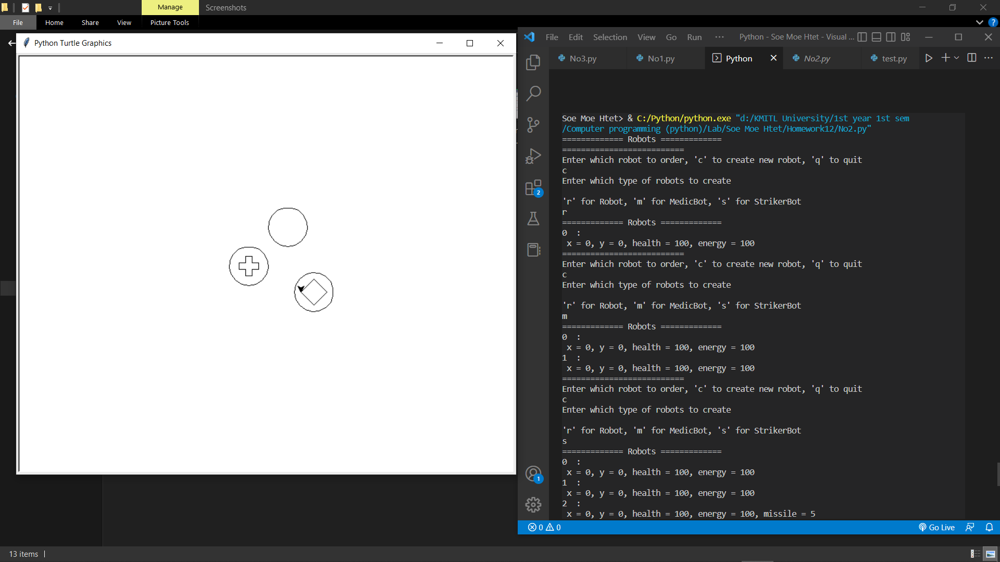 Manage
Screenshots
File
Home
Share
View
Picture Tools
?
Python Turtle Graphics
File Edit Selection View Go Run ··· Python - Soe Moe Htet - Visual ...
No3.py
No1.py
Python
No2.py
test.py
Soe Moe Htet> & C:/Python/python.exe "d:/KMITL University/1st year 1st sem
/Computer programming (python)/Lab/Soe Moe Htet/Homework12/No2.py"
============= Robots =============
==========================
Enter which robot to order, 'c' to create new robot, 'q' to quit
c
Enter which type of robots to create
'r' for Robot, 'm' for MedicBot, 's' for StrikerBot
r
============= Robots =============
0  :
 x = 0, y = 0, health = 100, energy = 100
==========================
Enter which robot to order, 'c' to create new robot, 'q' to quit
c
Enter which type of robots to create
'r' for Robot, 'm' for MedicBot, 's' for StrikerBot
m
============= Robots =============
0  :
 x = 0, y = 0, health = 100, energy = 100
1  :
 x = 0, y = 0, health = 100, energy = 100
==========================
Enter which robot to order, 'c' to create new robot, 'q' to quit
c
Enter which type of robots to create
'r' for Robot, 'm' for MedicBot, 's' for StrikerBot
s
============= Robots =============
0  :
 x = 0, y = 0, health = 100, energy = 100
1  :
 x = 0, y = 0, health = 100, energy = 100
2  :
 x = 0, y = 0, health = 100, energy = 100, missile = 5
2
1
0 0
Go Live
13 items